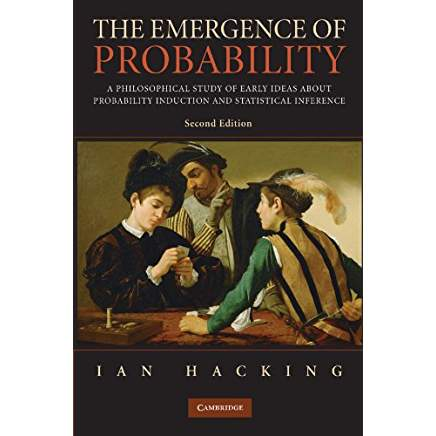 THE EMERGENCE OF
PROBABILITY
A PHILOSOPHICAL STUDY OF EARLY IDEAS ABOUT
PROBABILITY INDUCTION AND STATISTICAL INFERENCE
Second Edition
IAN HACKING
CAMBRIDGE